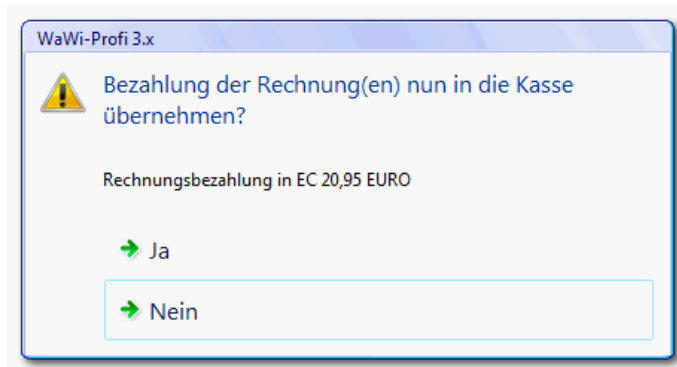 WaWi-Profi 3.x
Bezahlung der Rechnung(en) nun in die Kasse
übernehmen?
Rechnungsbezahlung in EC 20,95 EURO
Ja
Nein